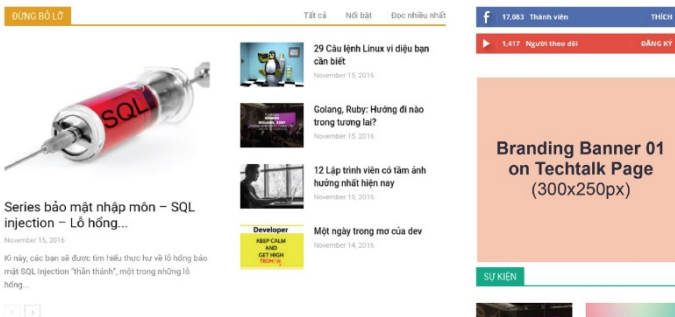 ĐỪNG BỎ LỠ
Tất cả Nổi bật Đọc nhiều nhất
SQL
Series bảo mật nhập môn – SQL
injection – Lỗ hổng...
November 15, 2016
Kì này, các bạn sẽ được tìm hiểu thực hư về lỗ hổng bảo
mật SQL Injection "thần thánh", một trong những lỗ
hổng...
29 Câu lệnh Linux vi diệu bạn
cần biết
November 15, 2016
Golang, Ruby: Hướng đi nào
trong tương lai?
November 15, 2016
12 Lập trình viên có tầm ảnh
hưởng nhất hiện nay
November 15, 2016
Developer
KEEP CALM
AND
GET HIGH
Một ngày trong mơ của dev
November 14, 2016
f 17,083 Thành viên THÍCH
1,417 Người theo dõi ĐĂNG KÝ
Branding Banner 01
on Techtalk Page
(300x250px)
SỰ KIỆN